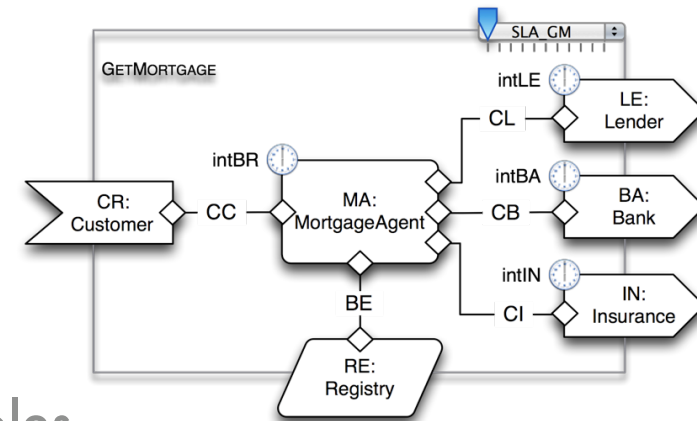 SLA_GM
GETMORTGAGE
intLE
LE:
Lender
CL
intBR
intBA
CR:
Customer
CC
MA:
MortgageAgent
CB
BA:
Bank
intIN
IN:
Insurance
CI
BE
RE:
Registry